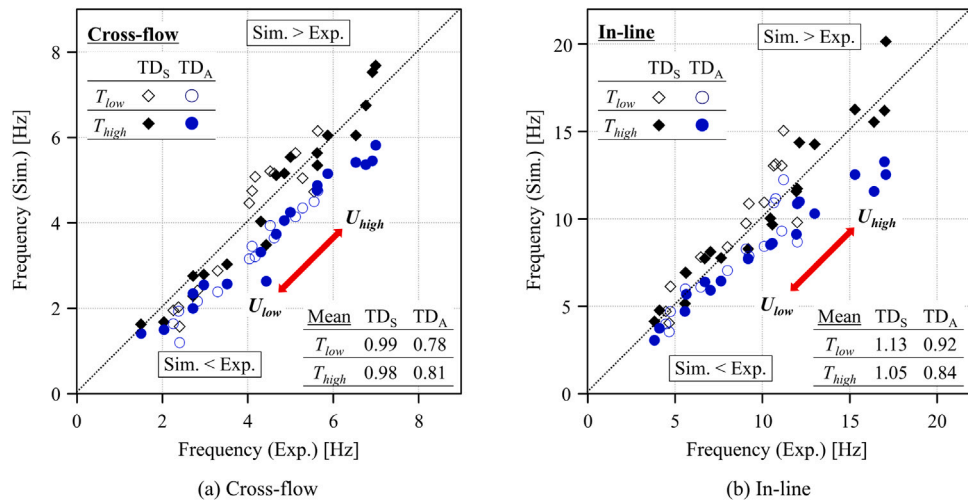 Cross-flow
Sim. > Exp.
TDS TDA
Tlow
Thigh
Uhigh
Ulow
Mean TDS TDA
Tlow 0.99 0.78
Thigh 0.98 0.81
Sim. < Exp.
0 2 4 6 8
0 2 4 6 8
Frequency (Sim.) [Hz]
Frequency (Exp.) [Hz]
(a) Cross-flow
In-line
Sim. > Exp.
TDS TDA
Tlow
Thigh
Uhigh
Ulow
Mean TDS TDA
Tlow 1.13 0.92
Thigh 1.05 0.84
Sim. < Exp.
0 5 10 15 20
0 5 10 15 20
Frequency (Sim.) [Hz]
Frequency (Exp.) [Hz]
(b) In-line